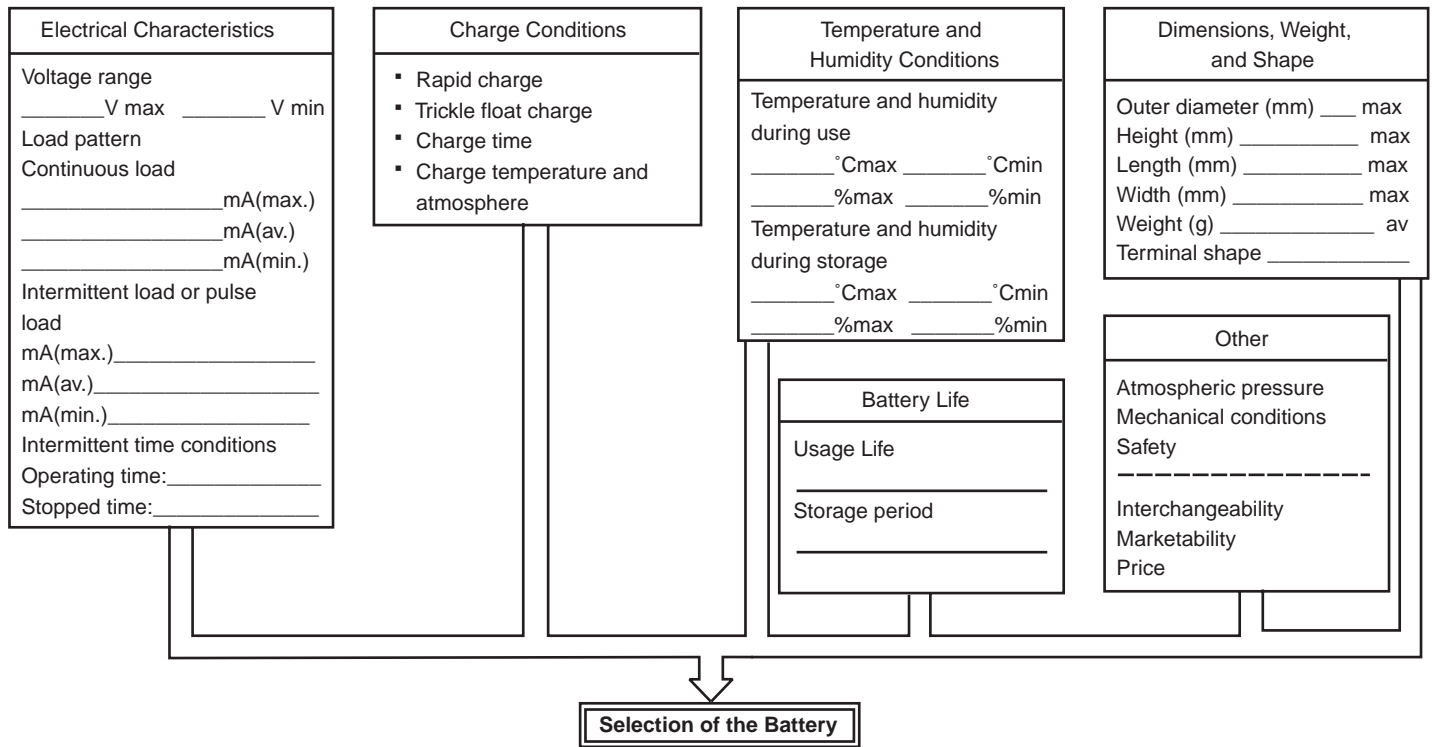 Electrical Characteristics
Voltage range
_______V max _______ V min
Load pattern
Continuous load
_________________mA(max.)
_________________mA(av.)
_________________mA(min.)
Intermittent load or pulse
load
mA(max.)_________________
mA(av.)___________________
mA(min.)_________________
Intermittent time conditions
Operating time:_____________
Stopped time:______________
Charge Conditions
▪ Rapid charge
▪ Trickle float charge
▪ Charge time
▪ Charge temperature and
atmosphere
Temperature and
Humidity Conditions
Temperature and humidity
during use
_______˚Cmax _______˚Cmin
_______%max _______%min
Temperature and humidity
during storage
_______˚Cmax _______˚Cmin
_______%max _______%min
Battery Life
Usage Life
Storage period
Dimensions, Weight,
and Shape
Outer diameter (mm) ___ max
Height (mm) __________ max
Length (mm) __________ max
Width (mm) ___________ max
Weight (g) _____________ av
Terminal shape ____________
Other
Atmospheric pressure
Mechanical conditions
Safety
Interchangeability
Marketability
Price
Selection of the Battery